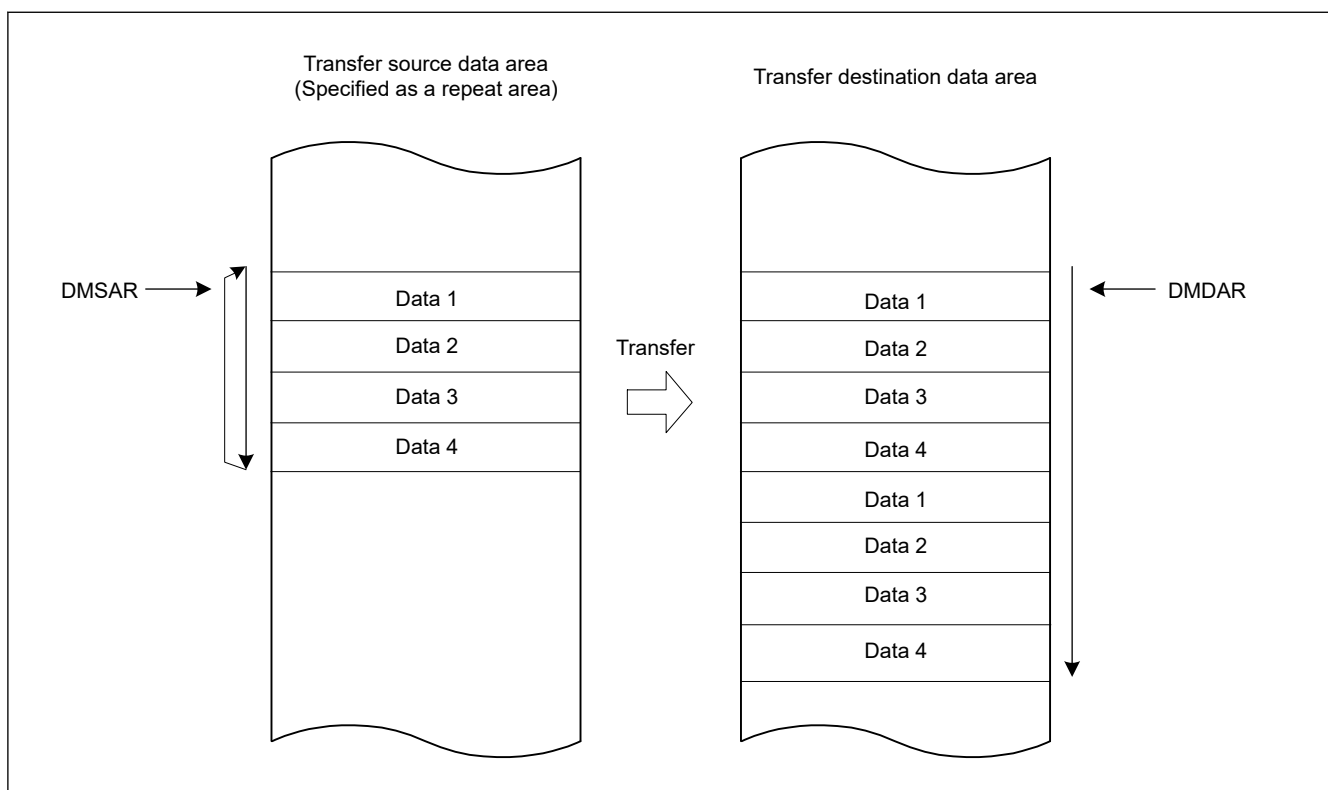 Transfer source data area
(Specified as a repeat area)
Transfer destination data area
DMSAR
Data 1
Data 2
Data 3
Data 4
Transfer
Data 1
Data 2
Data 3
Data 4
Data 1
Data 2
Data 3
Data 4
DMDAR